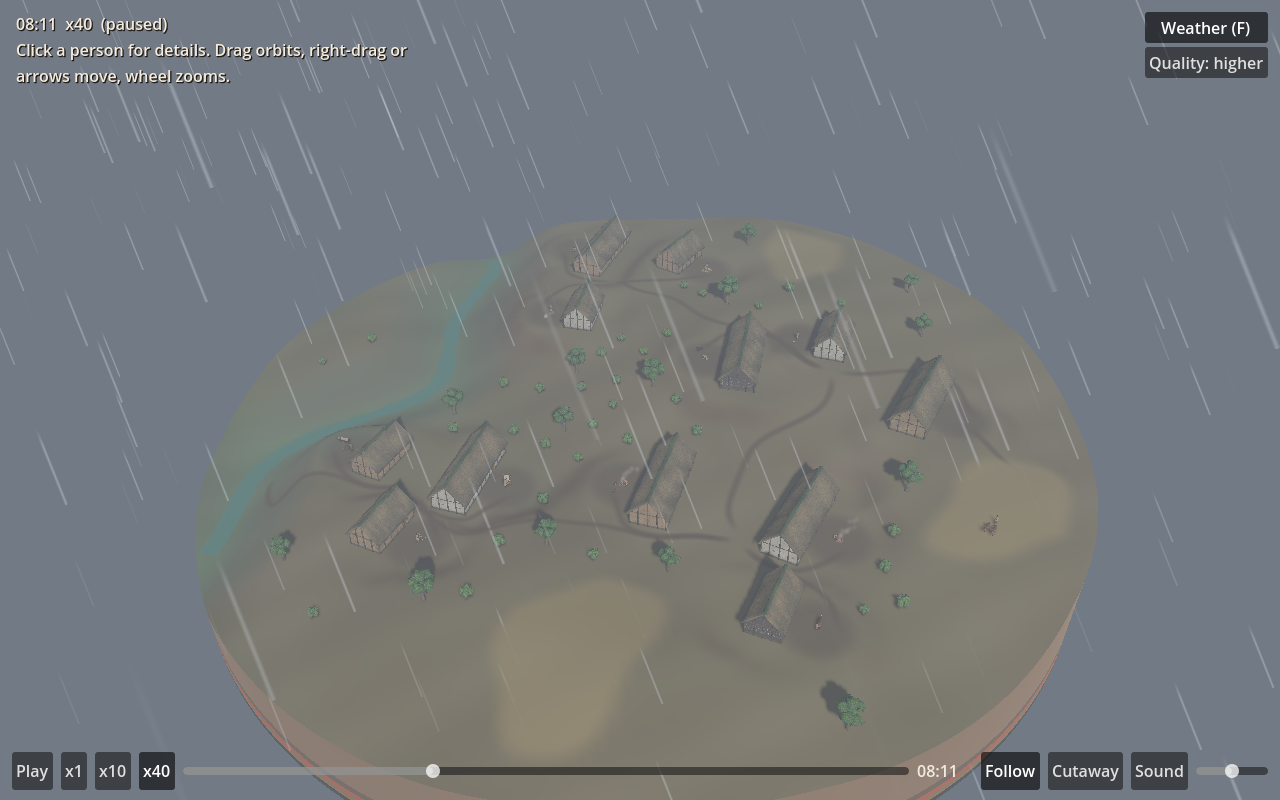 08:11 x40 (paused)
Click a person for details. Drag orbits, right-drag or
arrows move, wheel zooms.
Weather (F)
Quality: higher
Play x1 x10 x40 08:11 Follow Cutaway Sound